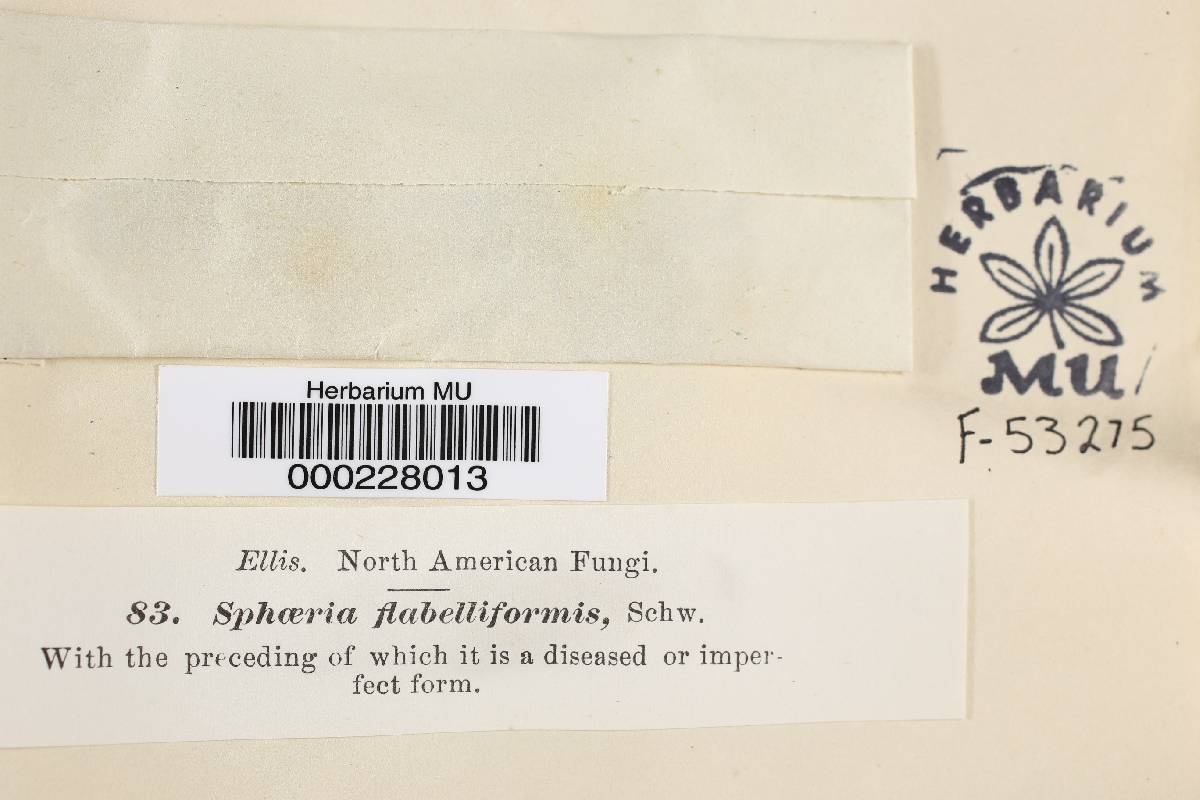 HERBARIUM
MU
F-53275
Herbarium MU
000228013
Ellis. North American Fungi.
83. Sphœria flabelliformis, Schw.
With the preceding of which it is a diseased or imper-
fect form.